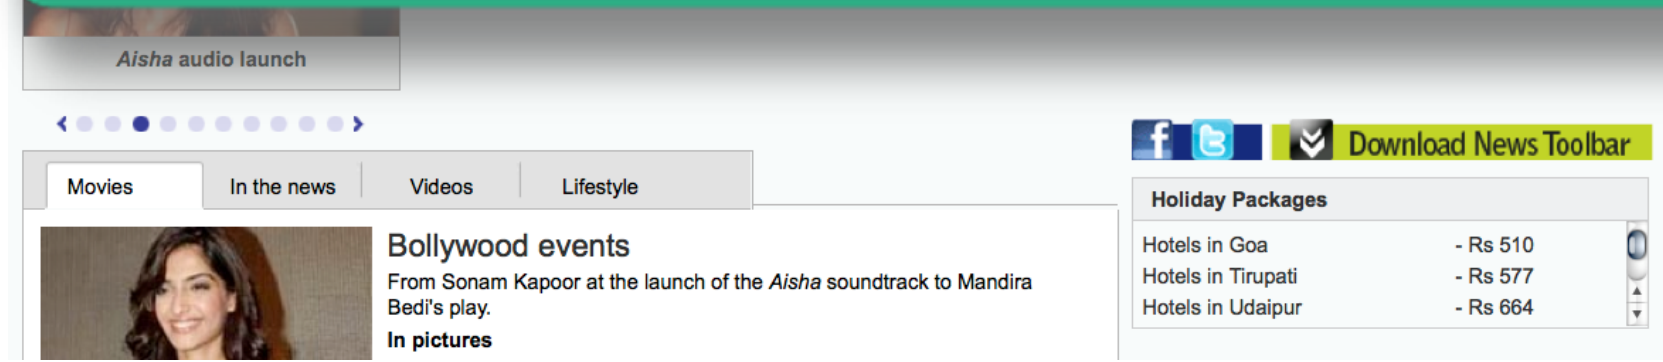 Aisha audio launch
Download News Toolbar
Movies
In the news
Videos
Lifestyle
Holiday Packages
Bollywood events
From Sonam Kapoor at the launch of the Aisha soundtrack to Mandira
Bedi's play.
In pictures
Hotels in Goa - Rs 510
Hotels in Tirupati - Rs 577
Hotels in Udaipur - Rs 664